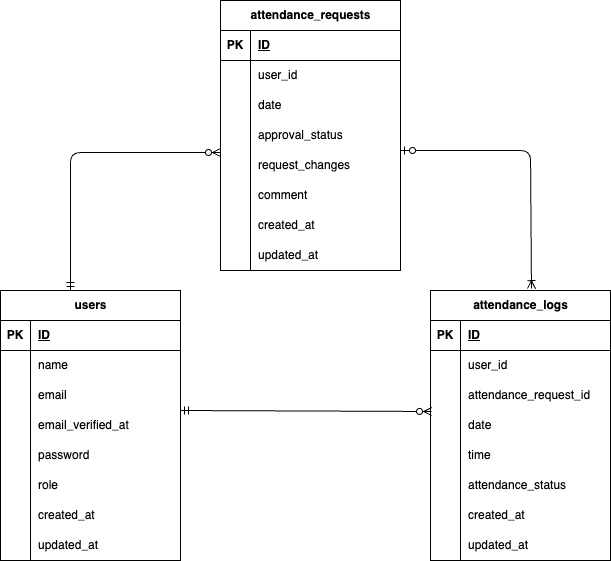 attendance_requests
PK ID
user_id
date
approval_status
request_changes
comment
created_at
updated_at
users
PK ID
name
email
email_verified_at
password
role
created_at
updated_at
attendance_logs
PK ID
user_id
attendance_request_id
date
time
attendance_status
created_at
updated_at